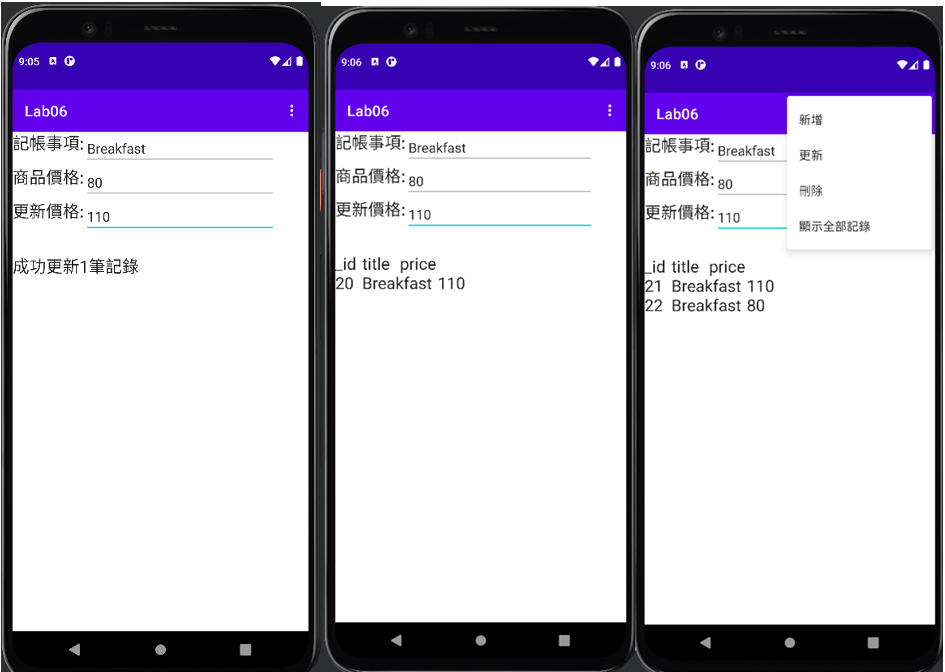 9:05
Lab06
記帳事項: Breakfast
商品價格: 80
更新價格: 110
成功更新1筆記錄
9:06
Lab06
記帳事項: Breakfast
商品價格: 80
更新價格: 110
_id title price
20 Breakfast 110
9:06
Lab06
新增
更新
刪除
顯示全部記錄
記帳事項: Breakfast
商品價格: 80
更新價格: 110
_id title price
21 Breakfast 110
22 Breakfast 80